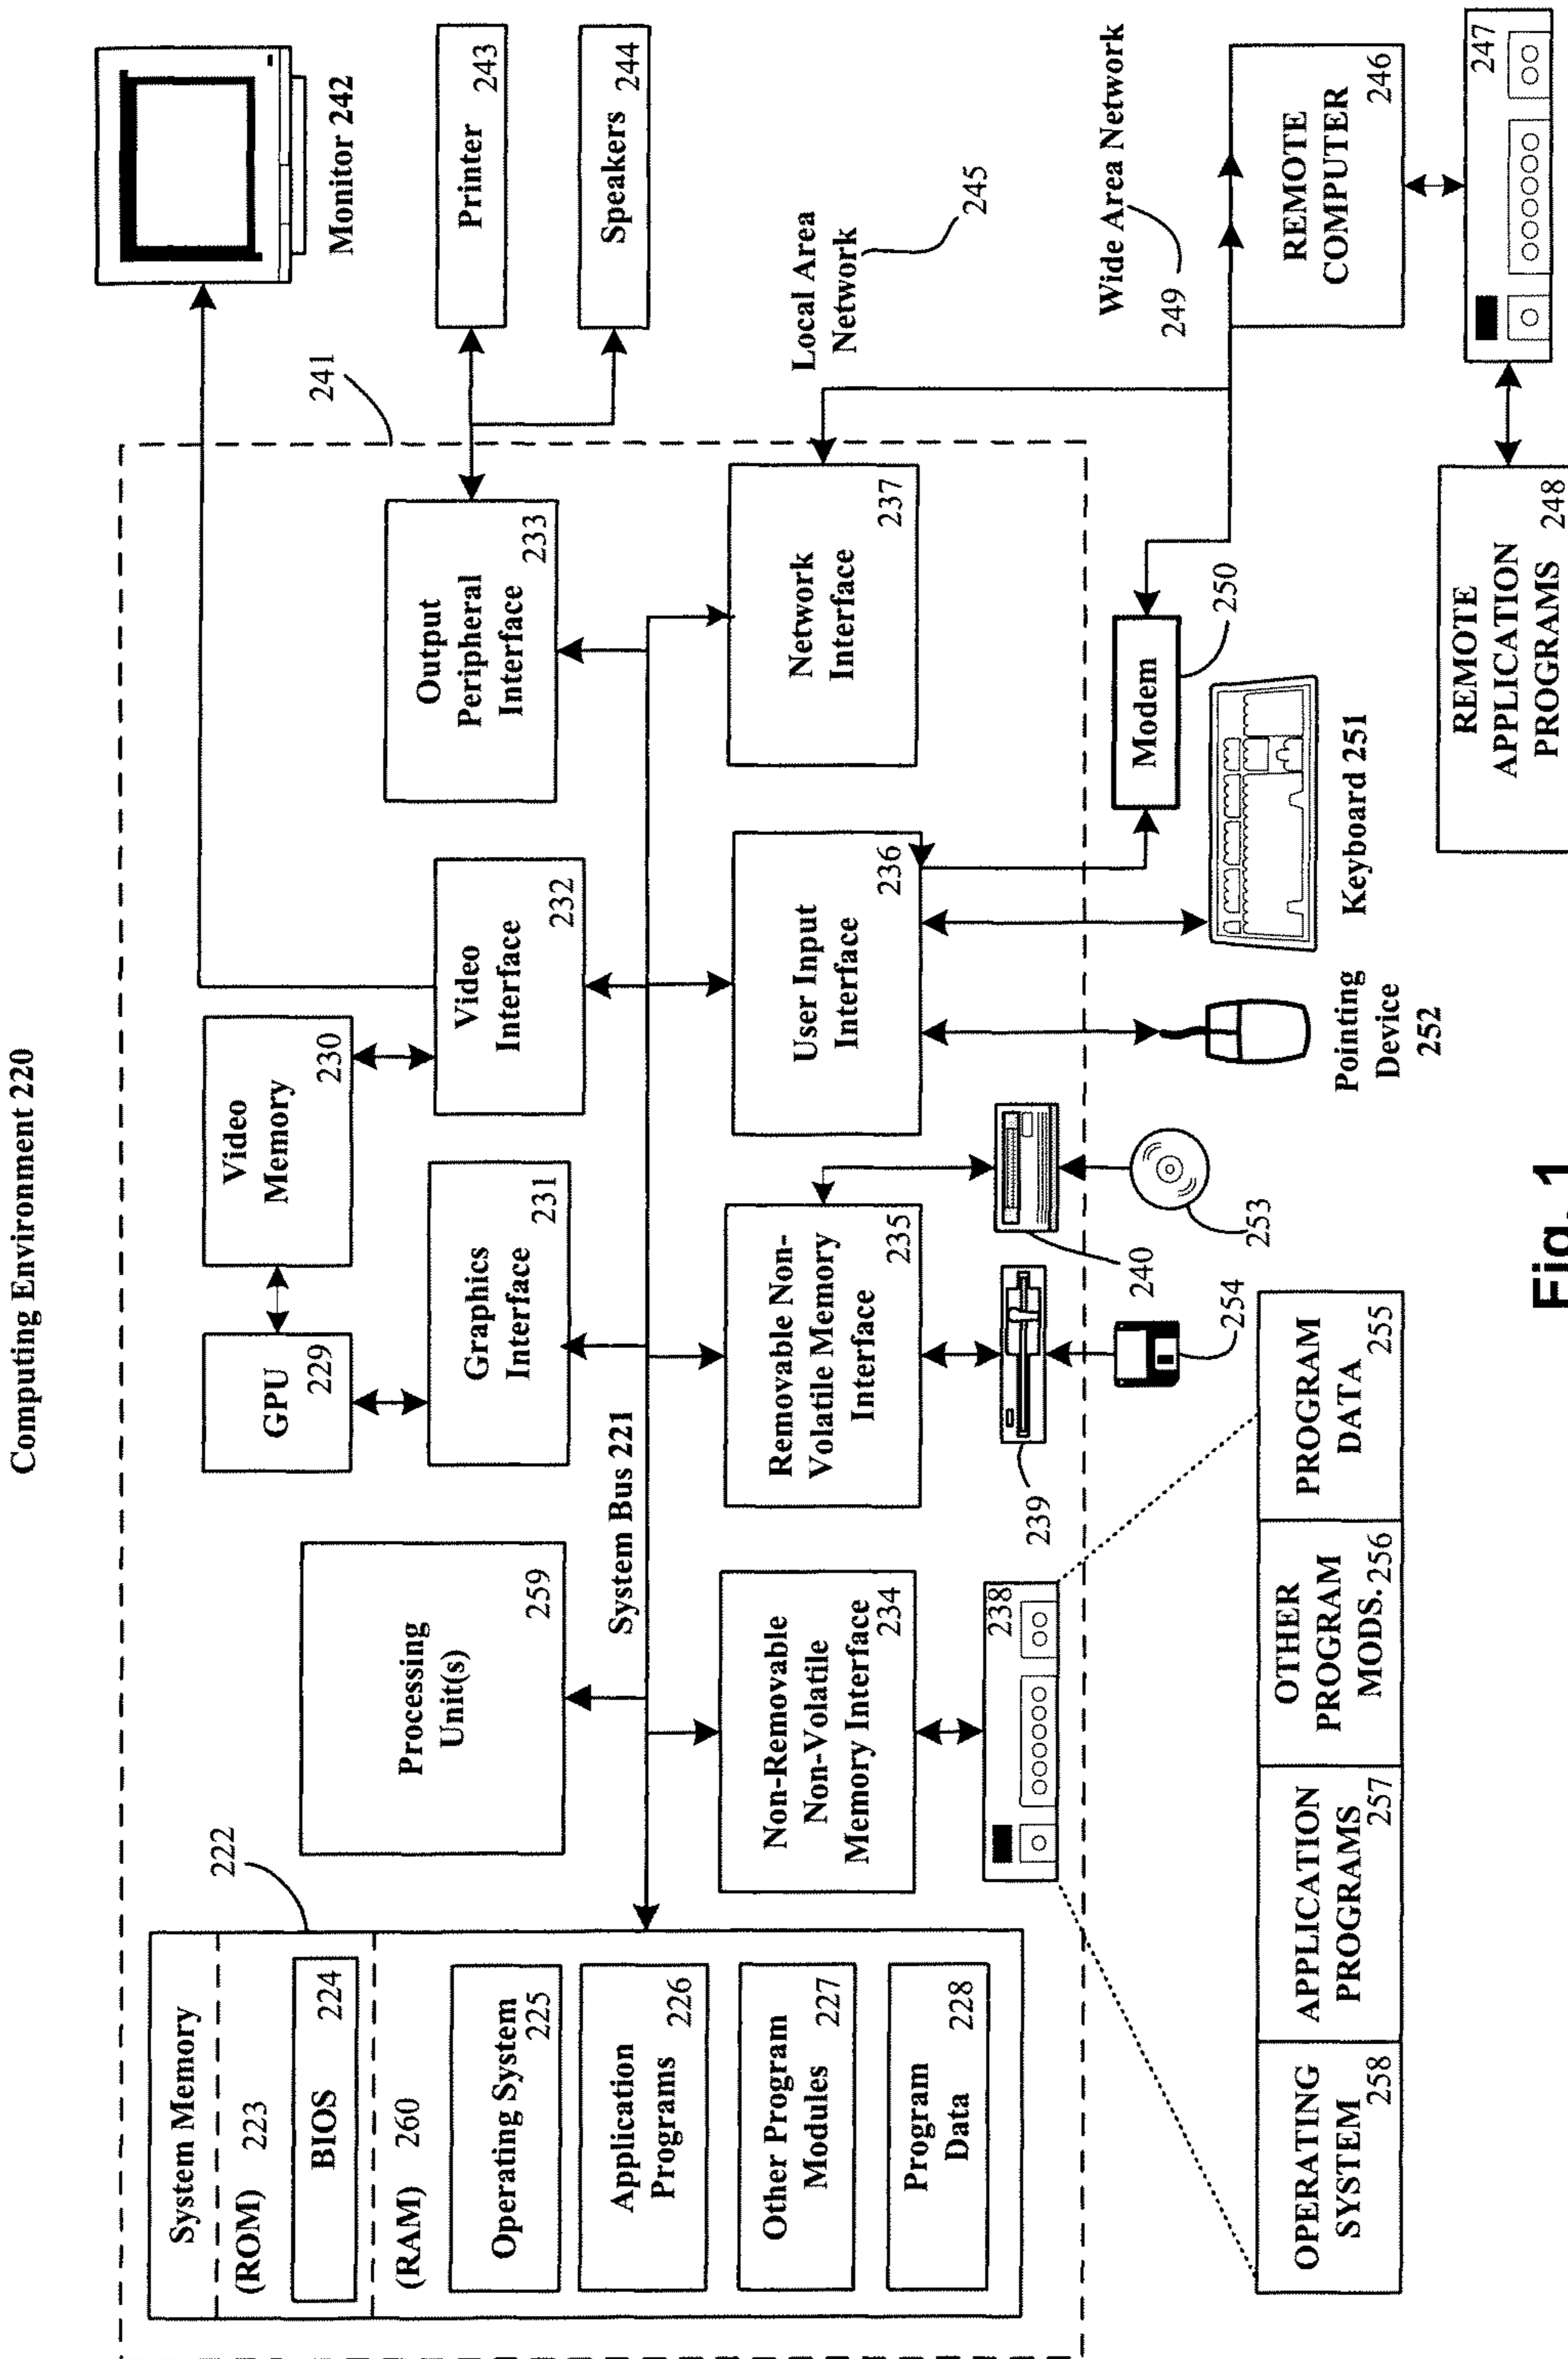 Computing Environment 220
System Memory
222
(ROM) 223
BIOS
224
(RAM) 260
Operating System
225
Application
Programs
226
Other Program
Modules
227
Program
Data
228
Processing
Unit(s)
259
GPU
229
Video
Memory
230
Graphics
Interface
231
Video
Interface
232
Output
Peripheral
Interface
233
241
Monitor 242
Printer
243
Speakers
244
System Bus 221
Non-Removable
Non-Volatile
Memory Interface
234
Removable Non-
Volatile Memory
Interface
235
User Input
Interface
236
Network
Interface
237
Local Area
Network
245
238
239
240
254
253
Pointing
Device
252
Keyboard 251
Modem
250
Wide Area Network
249
REMOTE
COMPUTER
246
247
REMOTE
APPLICATION
PROGRAMS
248
OPERATING
SYSTEM
258
APPLICATION
PROGRAMS
257
OTHER
PROGRAM
MODS.
256
PROGRAM
DATA
255
Fig. 1